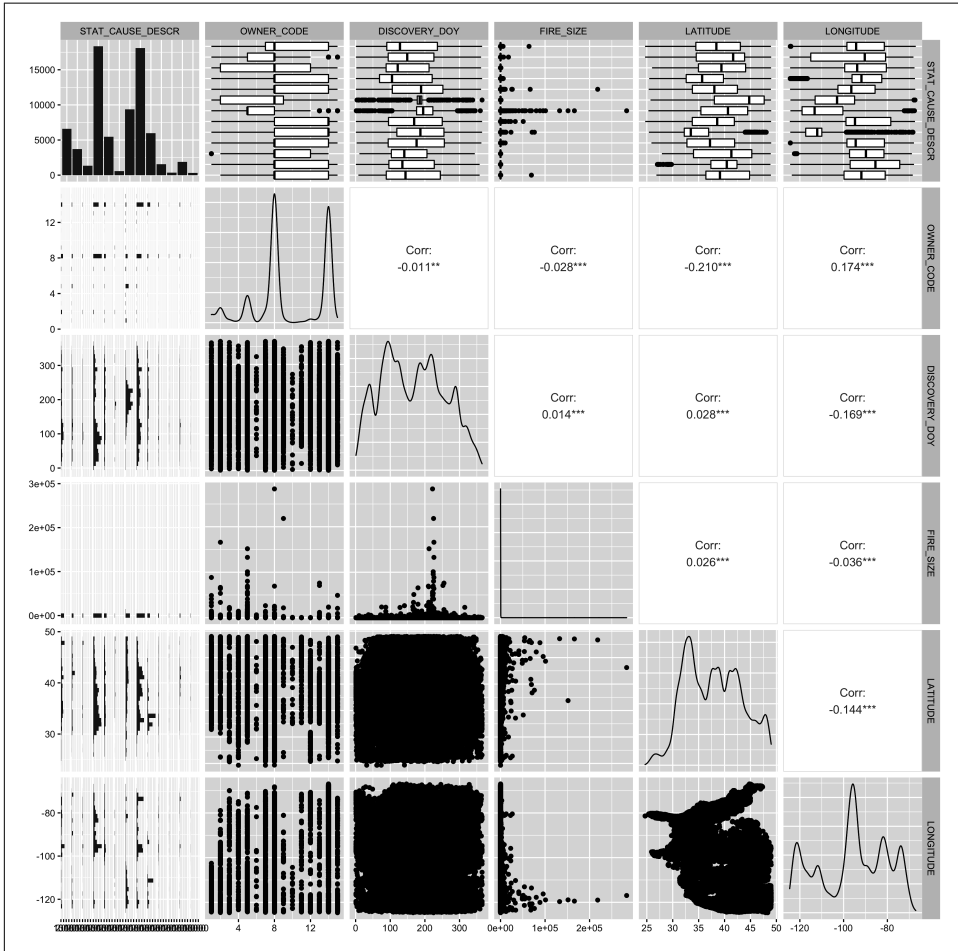 STAT_CAUSE_DESCR
OWNER_CODE
DISCOVERY_DOY
FIRE_SIZE
LATITUDE
LONGITUDE
15000
10000
5000
0
STAT_CAUSE_DESCR
12
8
4
0
Corr:
-0.011**
Corr:
-0.028***
Corr:
-0.210***
Corr:
0.174***
OWNER_CODE
300
200
100
0
Corr:
0.014***
Corr:
0.028***
Corr:
-0.169***
DISCOVERY_DOY
3e+05
2e+05
1e+05
0e+00
Corr:
0.026***
Corr:
-0.036***
FIRE_SIZE
50
40
30
Corr:
-0.144***
LATITUDE
-80
-100
-120
LONGITUDE
4 8 12
0 100 200 300
0e+00 1e+05 2e+05 3e+05
25 30 35 40 45 50
-120 -100 -80